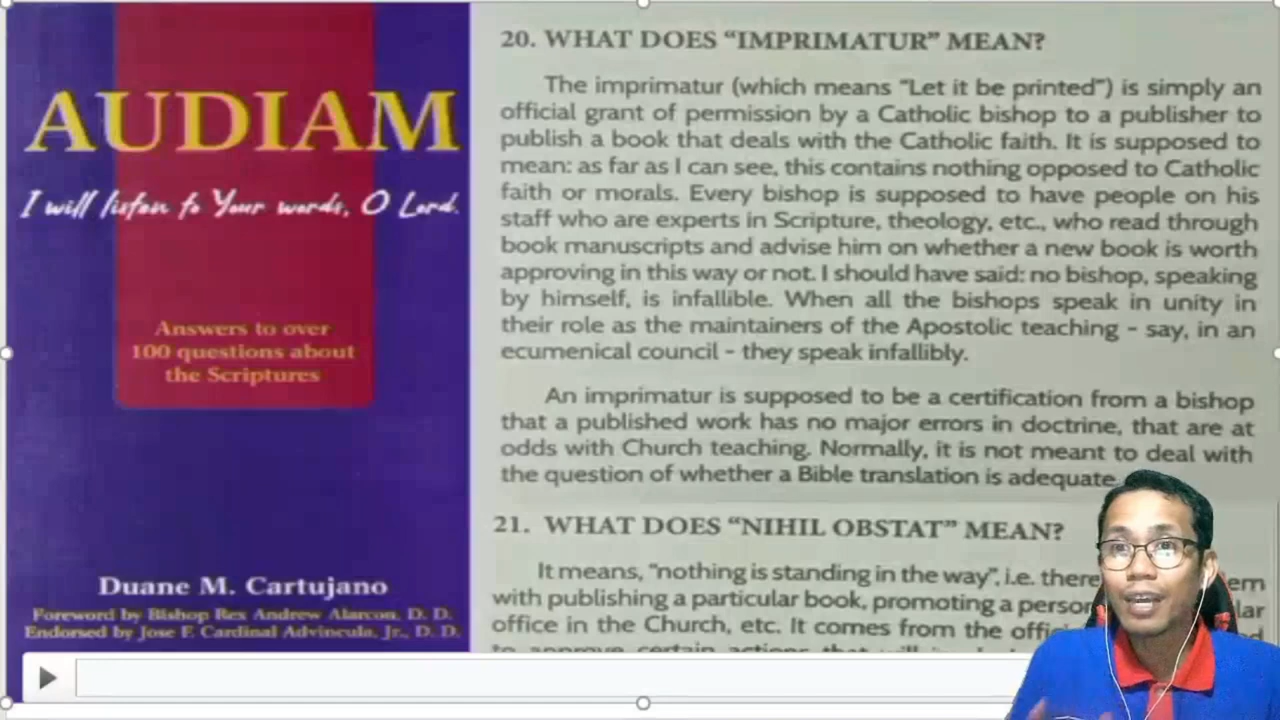 AUDIAM
I will listen to Your words, O Lord.
Answers to over
100 questions about
the Scriptures
Duane M. Cartujano
Foreword by Bishop Rex Andrew Alarcon, D. D.
Endorsed by Jose F. Cardinal Advincula, Jr., D. D.
20. WHAT DOES “IMPRIMATUR” MEAN?
The imprimatur (which means “Let it be printed”) is simply an
official grant of permission by a Catholic bishop to a publisher to
publish a book that deals with the Catholic faith. It is supposed to
mean: as far as I can see, this contains nothing opposed to Catholic
faith or morals. Every bishop is supposed to have people on his
staff who are experts in Scripture, theology, etc., who read through
book manuscripts and advise him on whether a new book is worth
approving in this way or not. I should have said: no bishop, speaking
by himself, is infallible. When all the bishops speak in unity in
their role as the maintainers of the Apostolic teaching - say, in an
ecumenical council - they speak infallibly.
An imprimatur is supposed to be a certification from a bishop
that a published work has no major errors in doctrine, that are at
odds with Church teaching. Normally, it is not meant to deal with
the question of whether a Bible translation is adequate
21. WHAT DOES “NIHIL OBSTAT” MEAN?
It means, “nothing is standing in the way”, i.e. there
with publishing a particular book, promoting a
office in the Church, etc. It comes from the